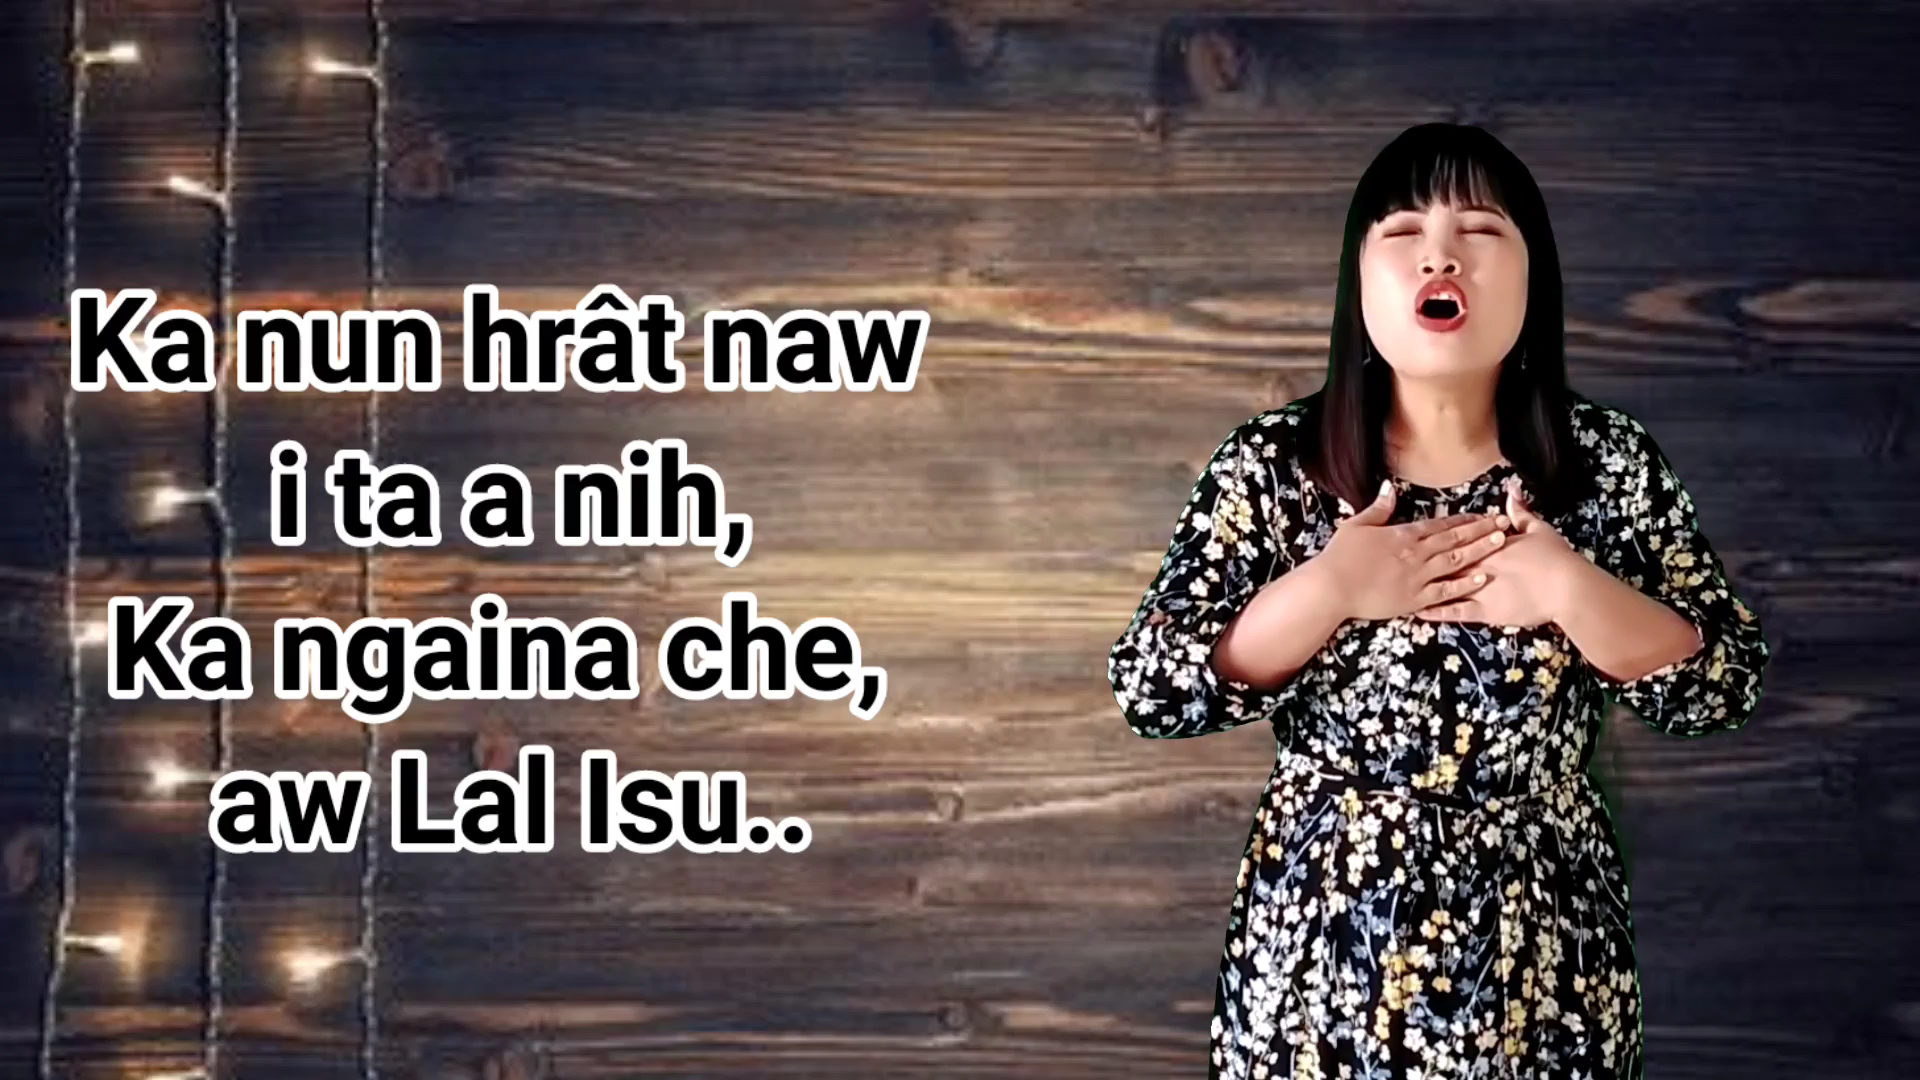 Ka nun hrât naw
i ta a nih,
Ka ngaina che,
aw Lal Isu..